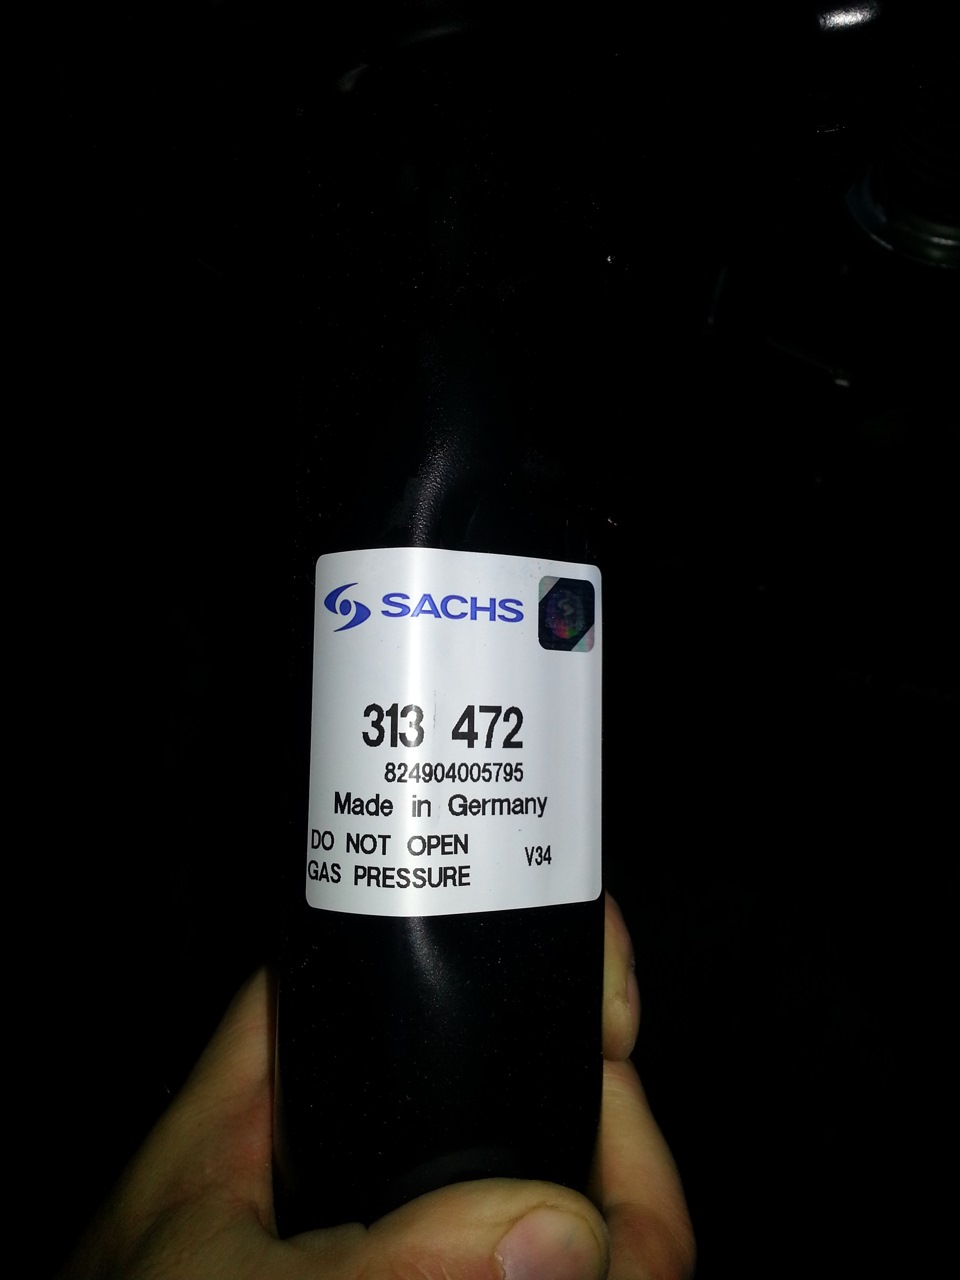 SACHS
313 472
824904005795
Made in Germany
DO NOT OPEN
GAS PRESSURE
V34